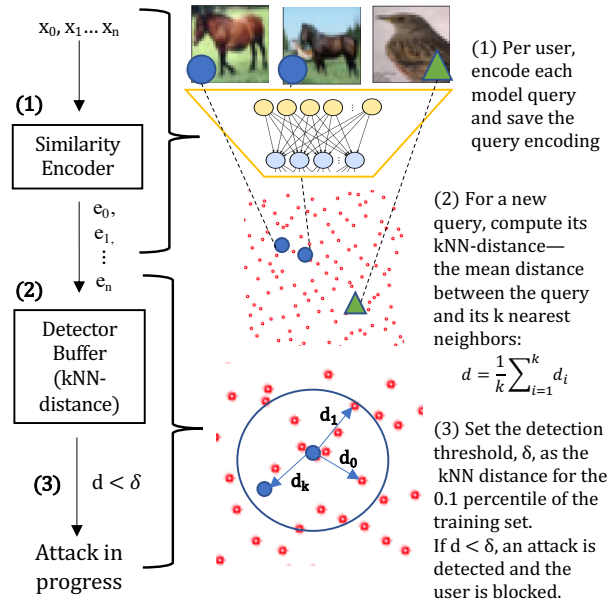 x0, x1... xn
(1)
Similarity
Encoder
e0,
e1,
⋮
en
(2)
Detector
Buffer
(kNN-
distance)
(3)
d < δ
Attack in
progress
d1
d0
dk
(1) Per user,
encode each
model query
and save the
query encoding
(2) For a new
query, compute its
kNN-distance—
the mean distance
between the query
and its k nearest
neighbors:
d = 1/k ∑ᵏᵢ₌₁ dᵢ
(3) Set the detection
threshold, δ, as the
kNN distance for the
0.1 percentile of the
training set.
If d < δ, an attack is
detected and the
user is blocked.